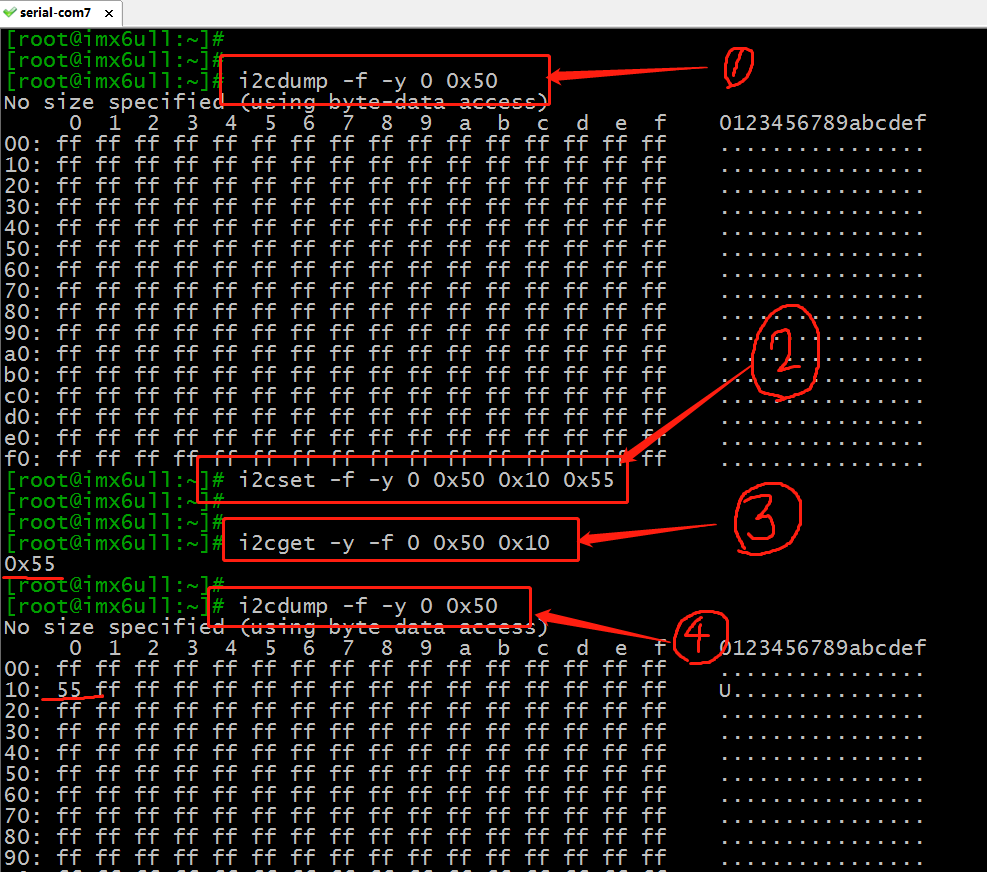 serial-com7 ×
[root@imx6ull:~]#
[root@imx6ull:~]#
[root@imx6ull:~]# i2cdump -f -y 0 0x50
1
No size specified (using byte-data access)
     0  1  2  3  4  5  6  7  8  9  a  b  c  d  e  f    0123456789abcdef
00: ff ff ff ff ff ff ff ff ff ff ff ff ff ff ff ff    ................
10: ff ff ff ff ff ff ff ff ff ff ff ff ff ff ff ff    ................
20: ff ff ff ff ff ff ff ff ff ff ff ff ff ff ff ff    ................
30: ff ff ff ff ff ff ff ff ff ff ff ff ff ff ff ff    ................
40: ff ff ff ff ff ff ff ff ff ff ff ff ff ff ff ff    ................
50: ff ff ff ff ff ff ff ff ff ff ff ff ff ff ff ff    ................
60: ff ff ff ff ff ff ff ff ff ff ff ff ff ff ff ff    ................
70: ff ff ff ff ff ff ff ff ff ff ff ff ff ff ff ff    ................
80: ff ff ff ff ff ff ff ff ff ff ff ff ff ff ff ff    ................
90: ff ff ff ff ff ff ff ff ff ff ff ff ff ff ff ff    ................
a0: ff ff ff ff ff ff ff ff ff ff ff ff ff ff ff ff    ................
2
b0: ff ff ff ff ff ff ff ff ff ff ff ff ff ff ff ff    ................
c0: ff ff ff ff ff ff ff ff ff ff ff ff ff ff ff ff    ................
d0: ff ff ff ff ff ff ff ff ff ff ff ff ff ff ff ff    ................
e0: ff ff ff ff ff ff ff ff ff ff ff ff ff ff ff ff    ................
f0: ff ff ff ff ff ff ff ff ff ff ff ff ff ff ff ff    ................
[root@imx6ull:~]# i2cset -f -y 0 0x50 0x10 0x55
[root@imx6ull:~]#
[root@imx6ull:~]#
3
[root@imx6ull:~]# i2cget -y -f 0 0x50 0x10
0x55
[root@imx6ull:~]#
[root@imx6ull:~]# i2cdump -f -y 0 0x50
No size specified (using byte-data access)
4
     0  1  2  3  4  5  6  7  8  9  a  b  c  d  e  f    0123456789abcdef
00: ff ff ff ff ff ff ff ff ff ff ff ff ff ff ff ff    ................
10: 55 ff ff ff ff ff ff ff ff ff ff ff ff ff ff ff    U...............
20: ff ff ff ff ff ff ff ff ff ff ff ff ff ff ff ff    ................
30: ff ff ff ff ff ff ff ff ff ff ff ff ff ff ff ff    ................
40: ff ff ff ff ff ff ff ff ff ff ff ff ff ff ff ff    ................
50: ff ff ff ff ff ff ff ff ff ff ff ff ff ff ff ff    ................
60: ff ff ff ff ff ff ff ff ff ff ff ff ff ff ff ff    ................
70: ff ff ff ff ff ff ff ff ff ff ff ff ff ff ff ff    ................
80: ff ff ff ff ff ff ff ff ff ff ff ff ff ff ff ff    ................
90: ff ff ff ff ff ff ff ff ff ff ff ff ff ff ff ff    ................